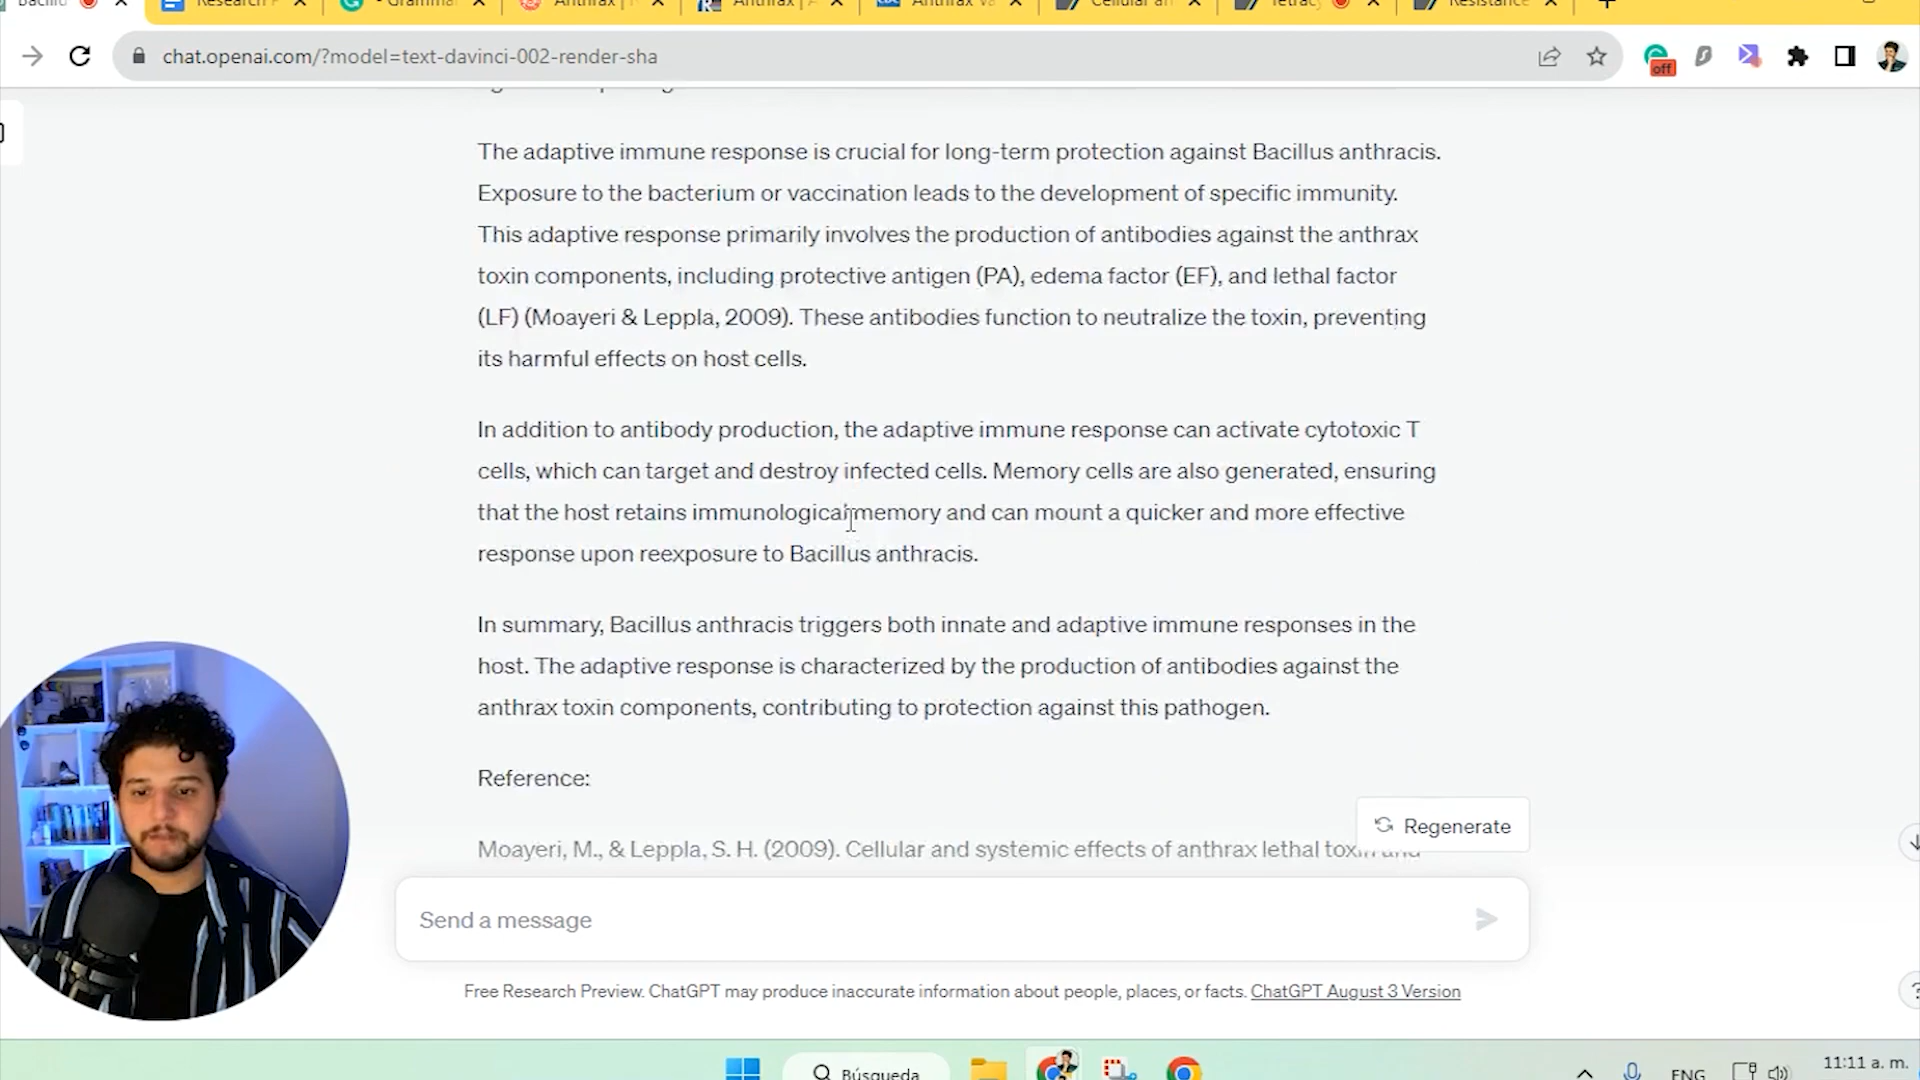 chat.openai.com/?model=text-davinci-002-render-sha
off
The adaptive immune response is crucial for long-term protection against Bacillus anthracis.
Exposure to the bacterium or vaccination leads to the development of specific immunity.
This adaptive response primarily involves the production of antibodies against the anthrax
toxin components, including protective antigen (PA), edema factor (EF), and lethal factor
(LF) (Moayeri & Leppla, 2009). These antibodies function to neutralize the toxin, preventing
its harmful effects on host cells.
In addition to antibody production, the adaptive immune response can activate cytotoxic T
cells, which can target and destroy infected cells. Memory cells are also generated, ensuring
that the host retains immunological memory and can mount a quicker and more effective
response upon reexposure to Bacillus anthracis.
In summary, Bacillus anthracis triggers both innate and adaptive immune responses in the
host. The adaptive response is characterized by the production of antibodies against the
anthrax toxin components, contributing to protection against this pathogen.
Reference:
Regenerate
Moayeri, M., & Leppla, S. H. (2009). Cellular and systemic effects of anthrax lethal toxin and
Send a message
Free Research Preview. ChatGPT may produce inaccurate information about people, places, or facts. ChatGPT August 3 Version
Búsqueda
ENG
11:11 a. m.